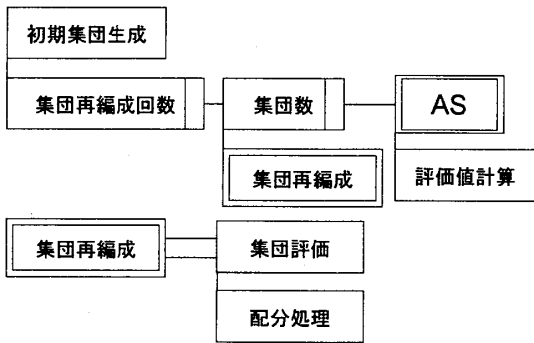 初期集団生成
集団再編成回数
集団数
AS
集団再編成
評価値計算
集団再編成
集団評価
配分処理